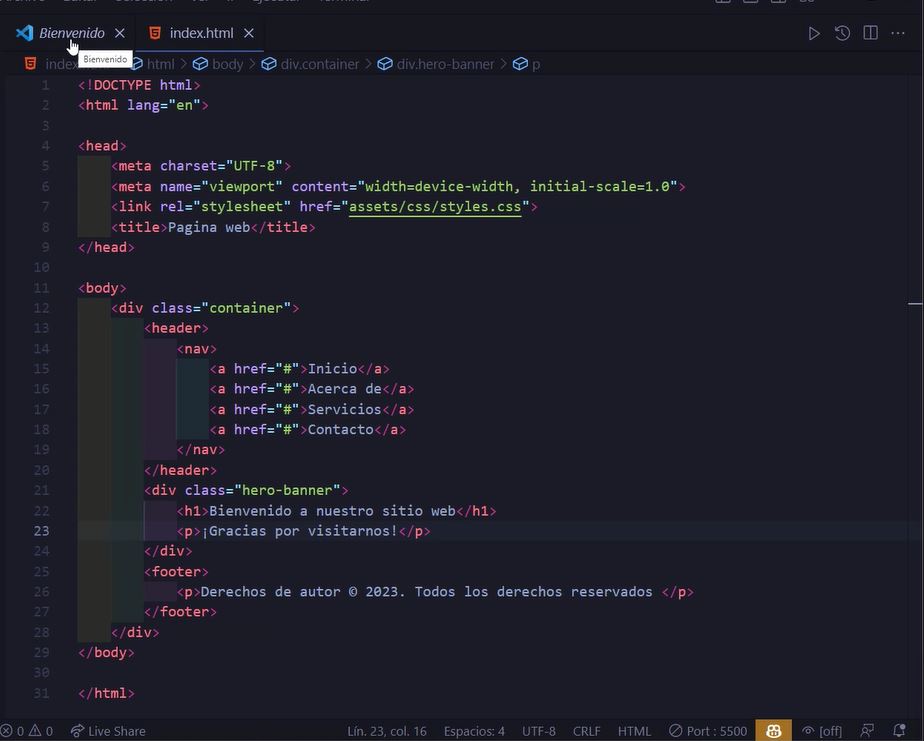 Bienvenido
index.html
Bienvenido
html > body > div.container > div.hero-banner > p
1 <!DOCTYPE html>
2 <html lang="en">
3
4 <head>
5 <meta charset="UTF-8">
6 <meta name="viewport" content="width=device-width, initial-scale=1.0">
7 <link rel="stylesheet" href="assets/css/styles.css">
8 <title>Pagina web</title>
9 </head>
10
11 <body>
12 <div class="container">
13 <header>
14 <nav>
15 <a href="#">Inicio</a>
16 <a href="#">Acerca de</a>
17 <a href="#">Servicios</a>
18 <a href="#">Contacto</a>
19 </nav>
20 </header>
21 <div class="hero-banner">
22 <h1>Bienvenido a nuestro sitio web</h1>
23 <p>¡Gracias por visitarnos!</p>
24 </div>
25 <footer>
26 <p>Derechos de autor © 2023. Todos los derechos reservados </p>
27 </footer>
28 </div>
29 </body>
30
31 </html>
0 0 Live Share Lín. 23, col. 16 Espacios: 4 UTF-8 CRLF HTML Port : 5500 [off]